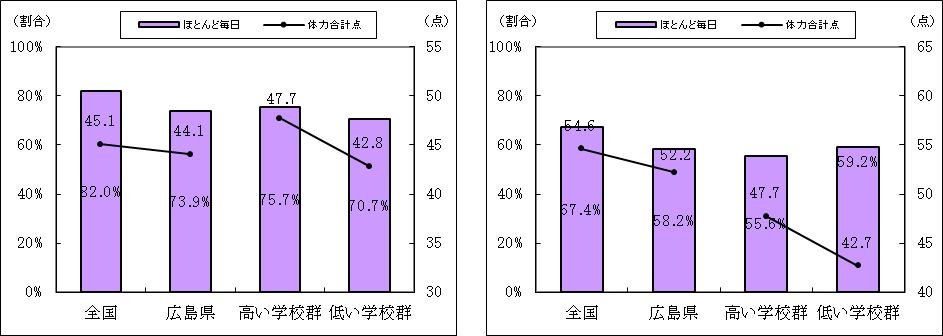 (割合) ほとんど毎日 体力合計点 (点)
100% 55
80% 50
60% 45
40% 40
20% 35
0% 30
45.1 44.1 47.7 42.8
82.0% 73.9% 75.7% 70.7%
全国 広島県 高い学校群 低い学校群
(割合) ほとんど毎日 体力合計点 (点)
100% 65
80% 60
60% 55
40% 50
20% 45
0% 40
54.6 52.2 47.7 42.7
67.4% 58.2% 55.6% 59.2%
全国 広島県 高い学校群 低い学校群